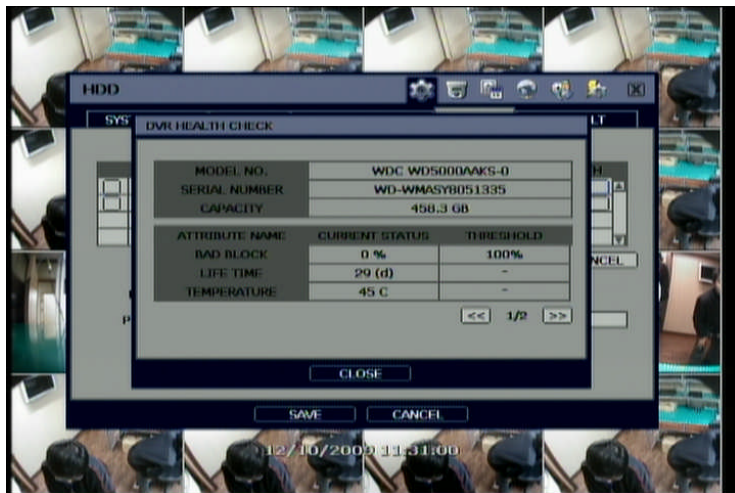 HDD
SYS
LT
DVR HEALTH CHECK
H
MODEL NO. WDC WD5000AAKS-0
SERIAL NUMBER WD-WMASY8051335
CAPACITY 458.3 GB
ATTRIBUTE NAME CURRENT STATUS THRESHOLD
BAD BLOCK 0 % 100%
NCEL
LIFE TIME 29 (d) -
TEMPERATURE 45 C -
<< 1/2 >>
P
CLOSE
SAVE CANCEL
12/10/2009 11:31:00